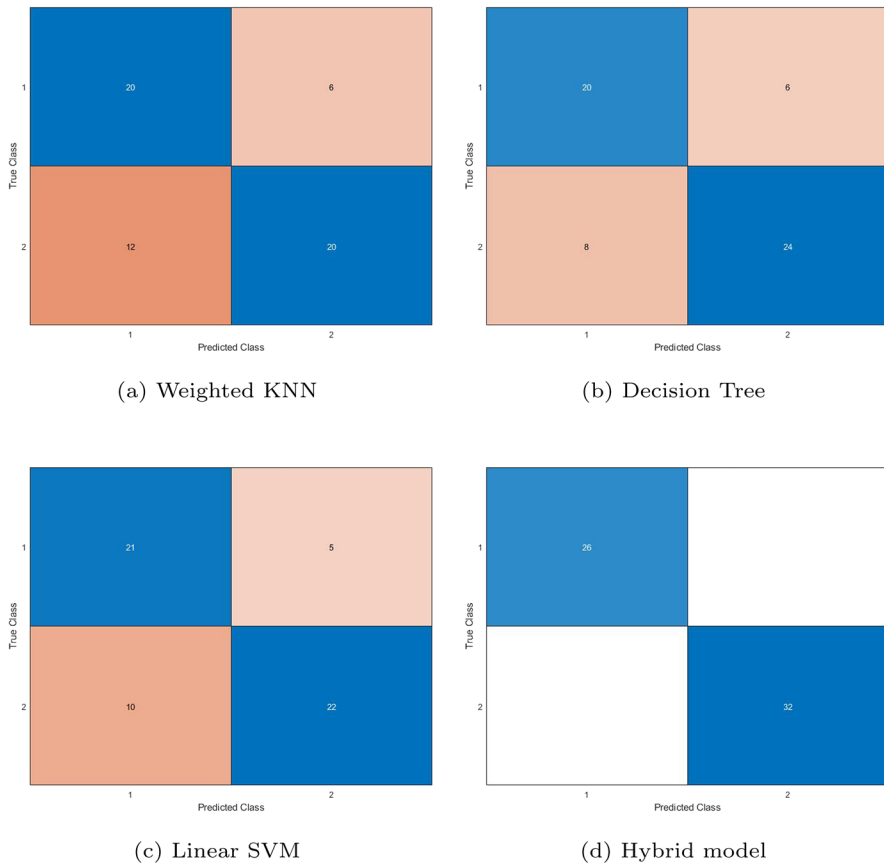 1
20
6
True Class
2
12
20
1
2
Predicted Class
(a) Weighted KNN
1
20
6
True Class
2
8
24
1
2
Predicted Class
(b) Decision Tree
1
21
5
True Class
2
10
22
1
2
Predicted Class
(c) Linear SVM
1
26
True Class
2
32
1
2
Predicted Class
(d) Hybrid model